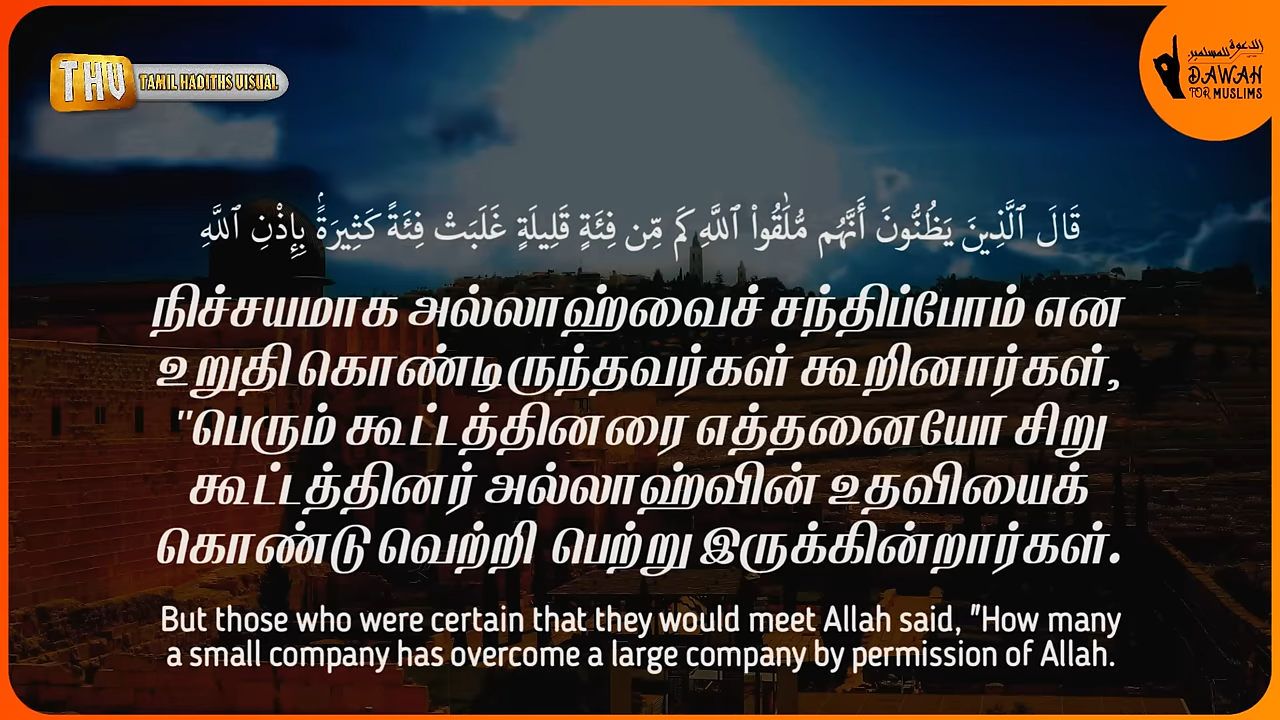 THV
TAMIL HADITHS VISUAL
الدعوة للمسلمين
DAWAH
FOR MUSLIMS
قَالَ ٱلَّذِينَ يَظُنُّونَ أَنَّهُم مُّلَٰقُوا۟ ٱللَّهِ كَم مِّن فِئَةٍ قَلِيلَةٍ غَلَبَتْ فِئَةً كَثِيرَةًۢ بِإِذْنِ ٱللَّهِ
நிச்சயமாக அல்லாஹ்வைச் சந்திப்போம் என
உறுதி கொண்டிருந்தவர்கள் கூறினார்கள்,
"பெரும் கூட்டத்தினரை எத்தனையோ சிறு
கூட்டத்தினர் அல்லாஹ்வின் உதவியைக்
கொண்டு வெற்றி பெற்று இருக்கின்றார்கள்.
But those who were certain that they would meet Allah said, "How many
a small company has overcome a large company by permission of Allah.